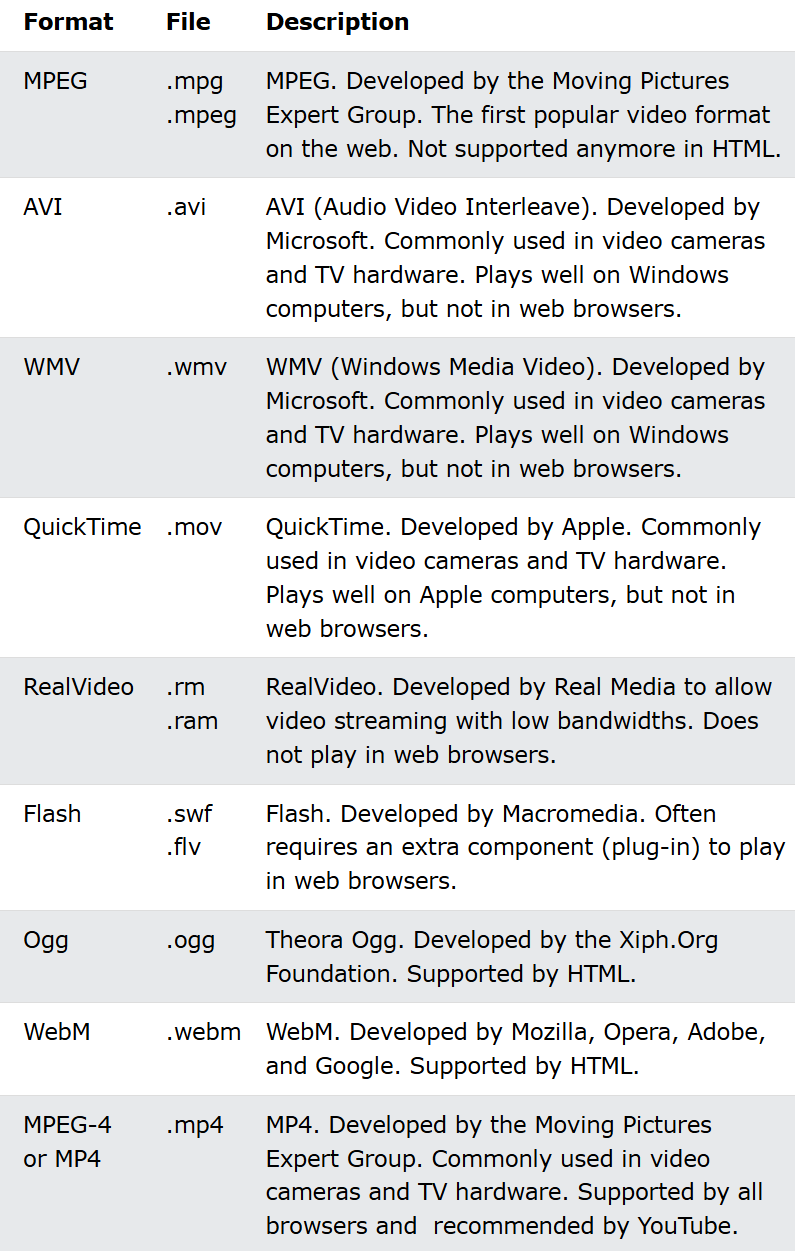 Format File Description
MPEG .mpg MPEG. Developed by the Moving Pictures
.mpeg Expert Group. The first popular video format
on the web. Not supported anymore in HTML.
AVI .avi AVI (Audio Video Interleave). Developed by
Microsoft. Commonly used in video cameras
and TV hardware. Plays well on Windows
computers, but not in web browsers.
WMV .wmv WMV (Windows Media Video). Developed by
Microsoft. Commonly used in video cameras
and TV hardware. Plays well on Windows
computers, but not in web browsers.
QuickTime .mov QuickTime. Developed by Apple. Commonly
used in video cameras and TV hardware.
Plays well on Apple computers, but not in
web browsers.
RealVideo .rm RealVideo. Developed by Real Media to allow
.ram video streaming with low bandwidths. Does
not play in web browsers.
Flash .swf Flash. Developed by Macromedia. Often
.flv requires an extra component (plug-in) to play
in web browsers.
Ogg .ogg Theora Ogg. Developed by the Xiph.Org
Foundation. Supported by HTML.
WebM .webm WebM. Developed by Mozilla, Opera, Adobe,
and Google. Supported by HTML.
MPEG-4 .mp4 MP4. Developed by the Moving Pictures
or MP4 Expert Group. Commonly used in video
cameras and TV hardware. Supported by all
browsers and  recommended by YouTube.